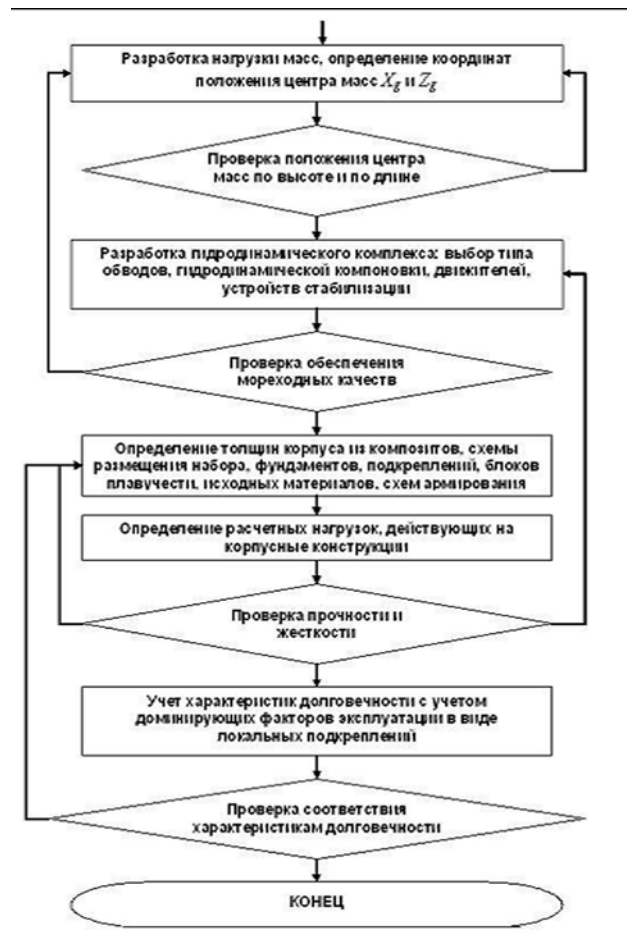 Разработка нагрузки масс, определение координат
положения центра масс Xg и Zg
Проверка положения центра
масс по высоте и по длине
Разработка гидродинамического комплекса: выбор типа
обводов, гидродинамической компоновки, движителей,
устройств стабилизации
Проверка обеспечения
мореходных качеств
Определение толщин корпуса из композитов, схемы
размещения набора, фундаментов, подкреплений, блоков
плавучести, исходных материалов, схем армирования
Определение расчетных нагрузок, действующих на
корпусные конструкции
Проверка прочности и
жесткости
Учет характеристик долговечности с учетом
доминирующих факторов эксплуатации в виде
локальных подкреплений
Проверка соответствия
характеристикам долговечности
КОНЕЦ